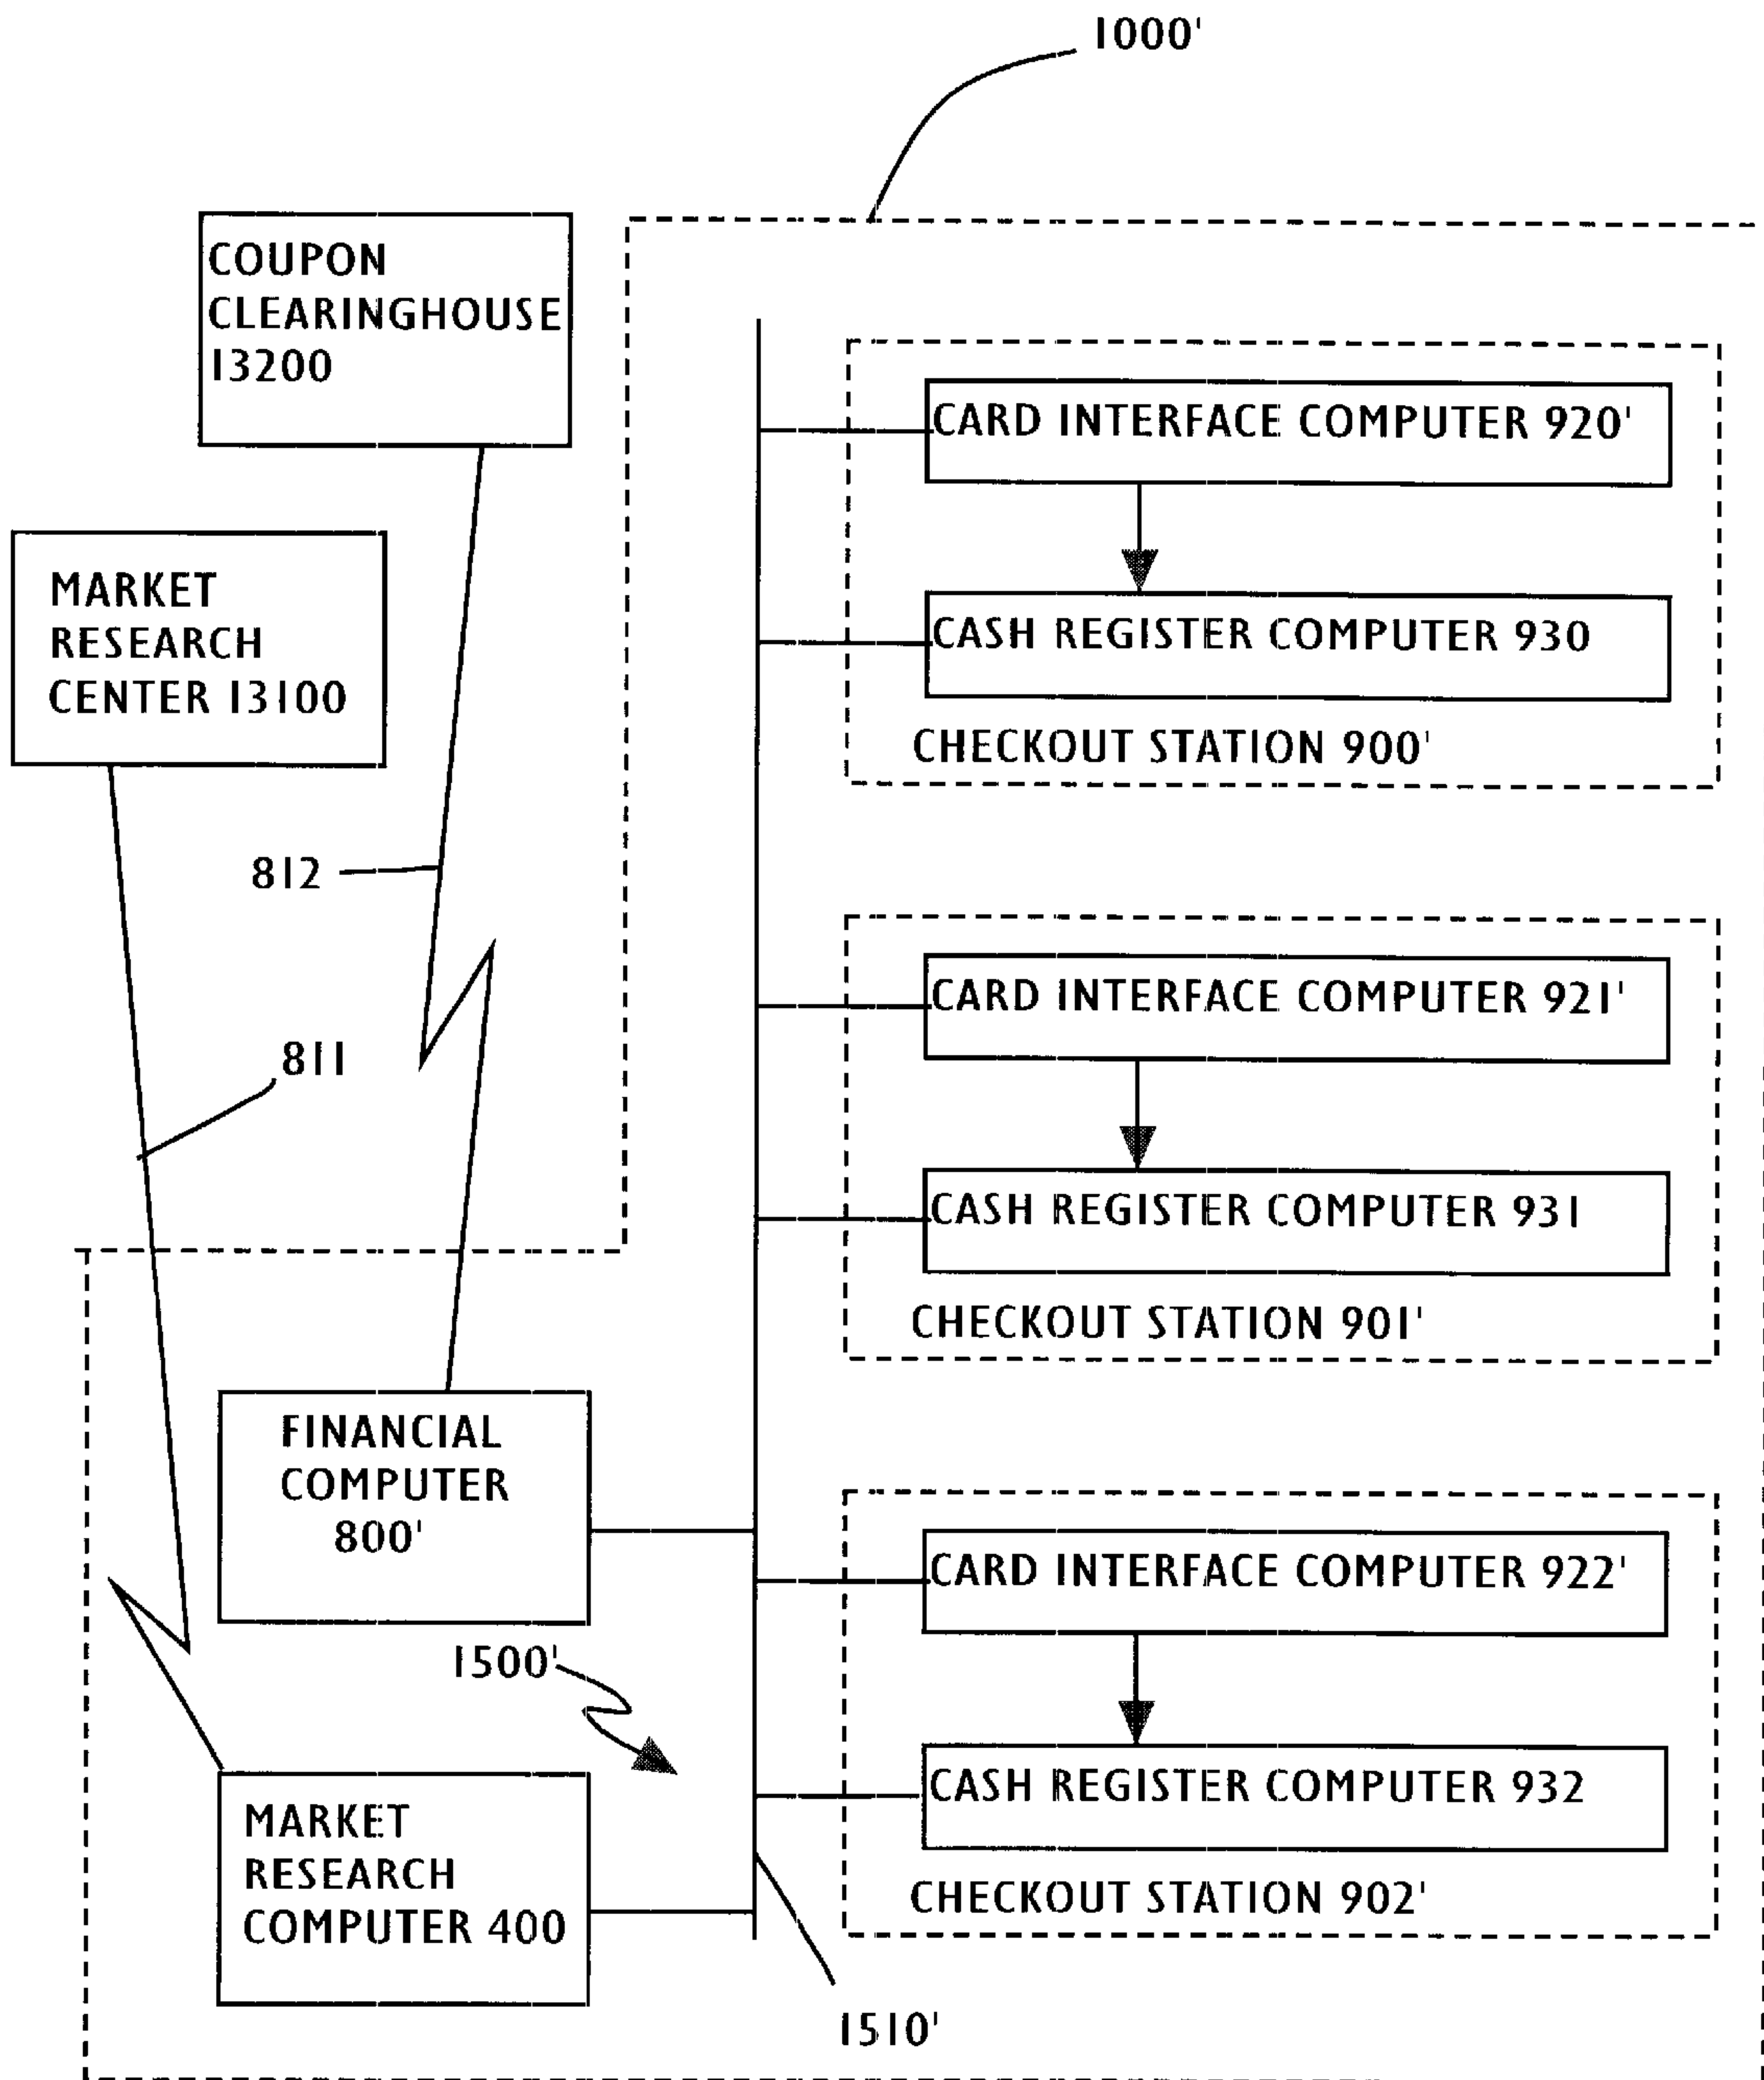 1000'
COUPON
CLEARINGHOUSE
13200
MARKET
RESEARCH
CENTER 13100
812
811
CARD INTERFACE COMPUTER 920'
CASH REGISTER COMPUTER 930
CHECKOUT STATION 900'
CARD INTERFACE COMPUTER 921'
CASH REGISTER COMPUTER 931
CHECKOUT STATION 901'
FINANCIAL
COMPUTER
800'
1500'
MARKET
RESEARCH
COMPUTER 400
CARD INTERFACE COMPUTER 922'
CASH REGISTER COMPUTER 932
CHECKOUT STATION 902'
1510'